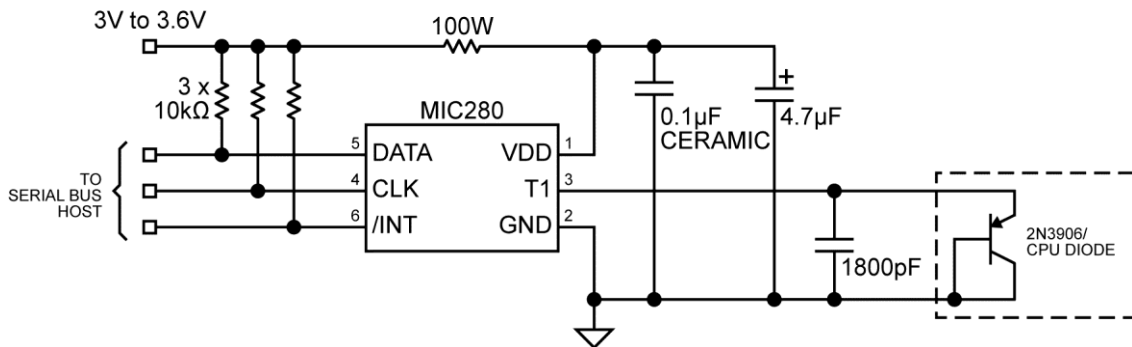 3V to 3.6V
100W
3 x
10kΩ
MIC280
0.1µF
CERAMIC
+
4.7µF
TO
SERIAL BUS
HOST
5
DATA
VDD
1
4
CLK
T1
3
6
/INT
GND
2
1800pF
2N3906/
CPU DIODE